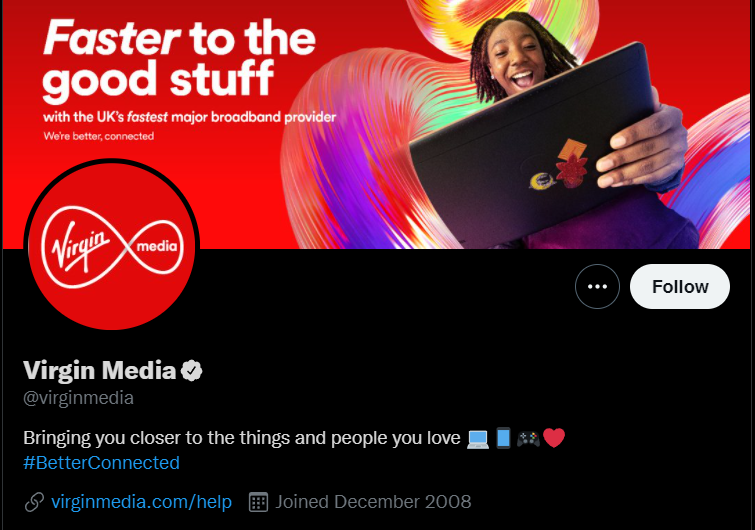 Faster to the
good stuff
with the UK's fastest major broadband provider
We're better, connected
Virgin media
Follow
Virgin Media
@virginmedia
Bringing you closer to the things and people you love 💻📱🎮❤️
#BetterConnected
virginmedia.com/help Joined December 2008